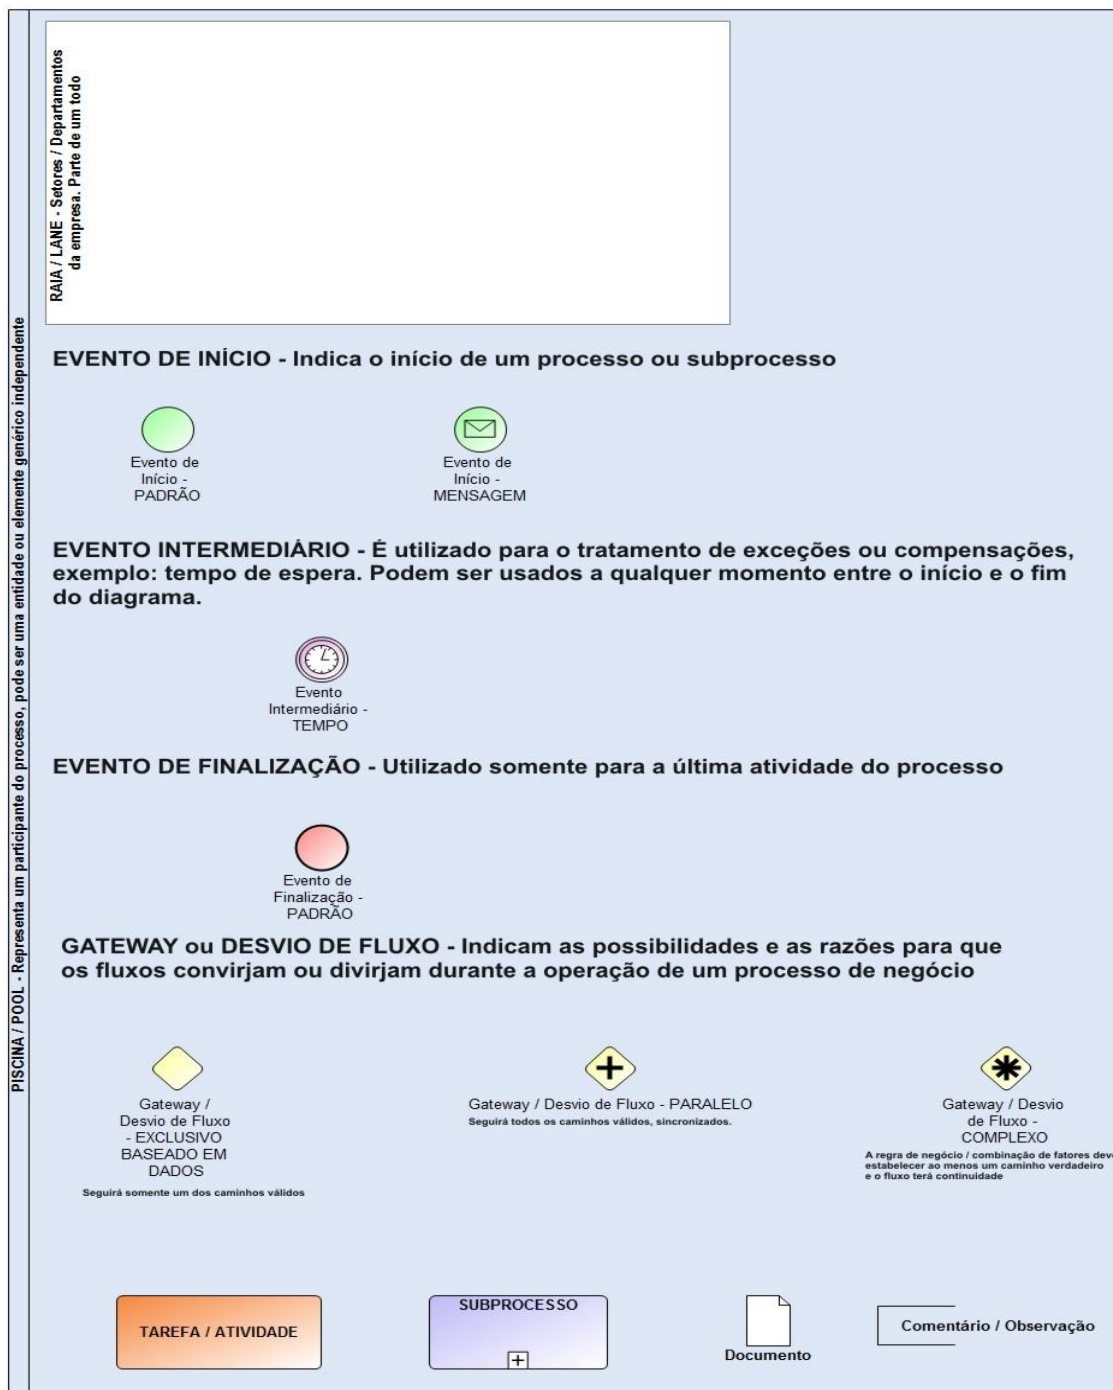 PISCINA / POOL - Representa um participante do processo, pode ser uma entidade ou elemente genérico independente
RAIA / LANE - Setores / Departamentos
da empresa. Parte de um todo
EVENTO DE INÍCIO - Indica o início de um processo ou subprocesso
Evento de
Início -
PADRÃO
Evento de
Início -
MENSAGEM
EVENTO INTERMEDIÁRIO - É utilizado para o tratamento de exceções ou compensações,
exemplo: tempo de espera. Podem ser usados a qualquer momento entre o início e o fim
do diagrama.
Evento
Intermediário -
TEMPO
EVENTO DE FINALIZAÇÃO - Utilizado somente para a última atividade do processo
Evento de
Finalização -
PADRÃO
GATEWAY ou DESVIO DE FLUXO - Indicam as possibilidades e as razões para que
os fluxos convirjam ou divirjam durante a operação de um processo de negócio
Gateway /
Desvio de Fluxo
- EXCLUSIVO
BASEADO EM
DADOS
Seguirá somente um dos caminhos válidos
Gateway / Desvio de Fluxo - PARALELO
Seguirá todos os caminhos válidos, sincronizados.
Gateway / Desvio
de Fluxo -
COMPLEXO
A regra de negócio / combinação de fatores deve
estabelecer ao menos um caminho verdadeiro
e o fluxo terá continuidade
TAREFA / ATIVIDADE
SUBPROCESSO
Documento
Comentário / Observação